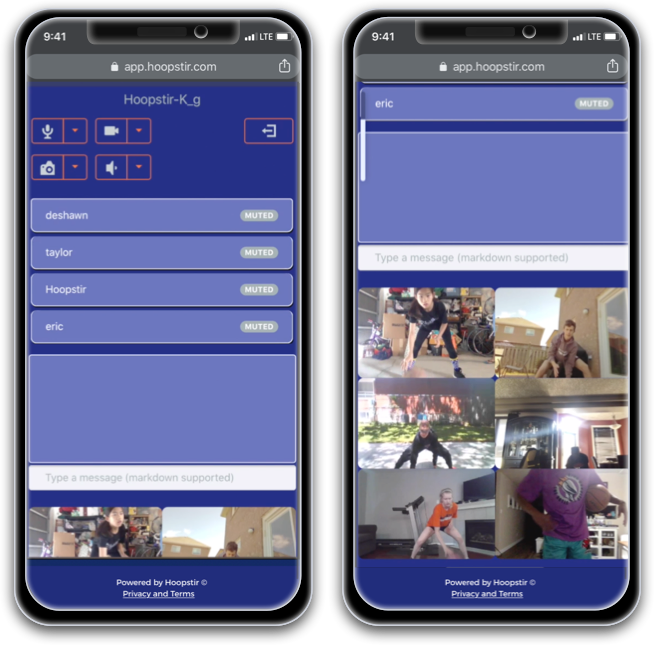 9:41
LTE
app.hoopstir.com
Hoopstir-K_g
deshawn MUTED
taylor MUTED
Hoopstir MUTED
eric MUTED
Type a message (markdown supported)
Powered by Hoopstir ©
Privacy and Terms
9:41
LTE
app.hoopstir.com
eric MUTED
Type a message (markdown supported)
Powered by Hoopstir ©
Privacy and Terms